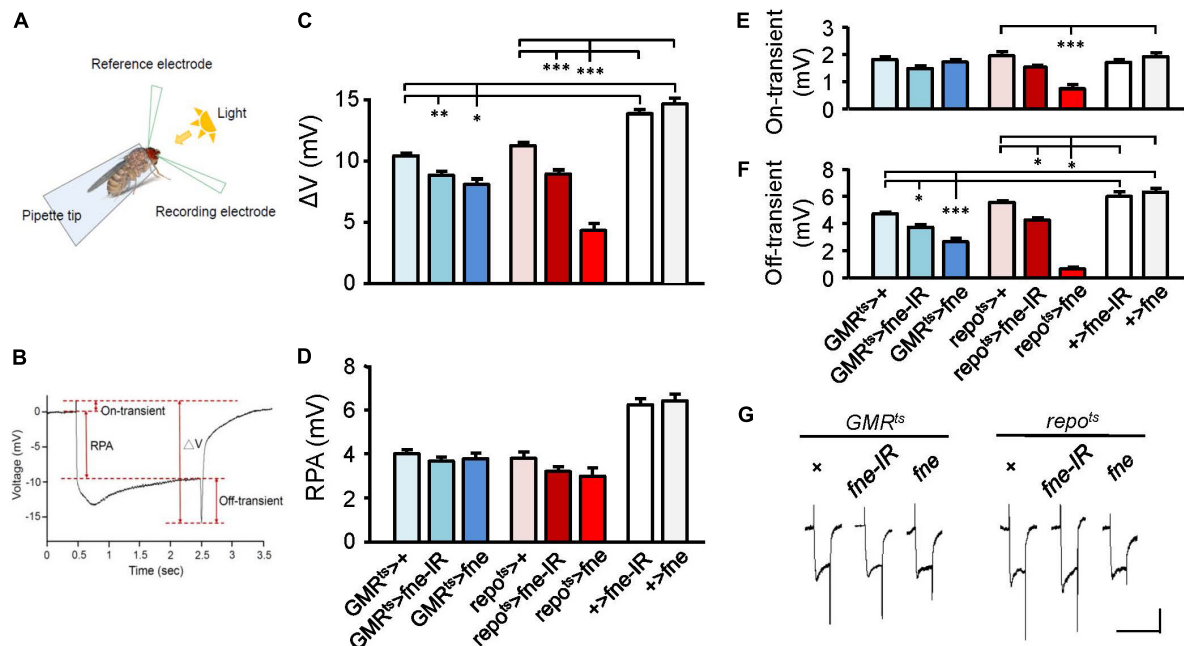 A
Reference electrode
Light
Pipette tip
Recording electrode
B
Voltage (mV)
0
-5
-10
-15
On-transient
RPA
△V
Off-transient
0 0.5 1 1.5 2 2.5 3 3.5
Time (sec)
C
ΔV (mV)
15
10
5
0
** *
*** ***
D
RPA (mV)
8
6
4
2
0
GMRts>+
GMRts>fne-IR
GMRts>fne
repots>+
repots>fne-IR
repots>fne
+>fne-IR
+>fne
E
On-transient
(mV)
3
2
1
0
***
F
Off-transient
(mV)
8
6
4
2
0
* ***
* *
GMRts>+
GMRts>fne-IR
GMRts>fne
repots>+
repots>fne-IR
repots>fne
+>fne-IR
+>fne
G
GMRts repots
+ fne-IR fne + fne-IR fne